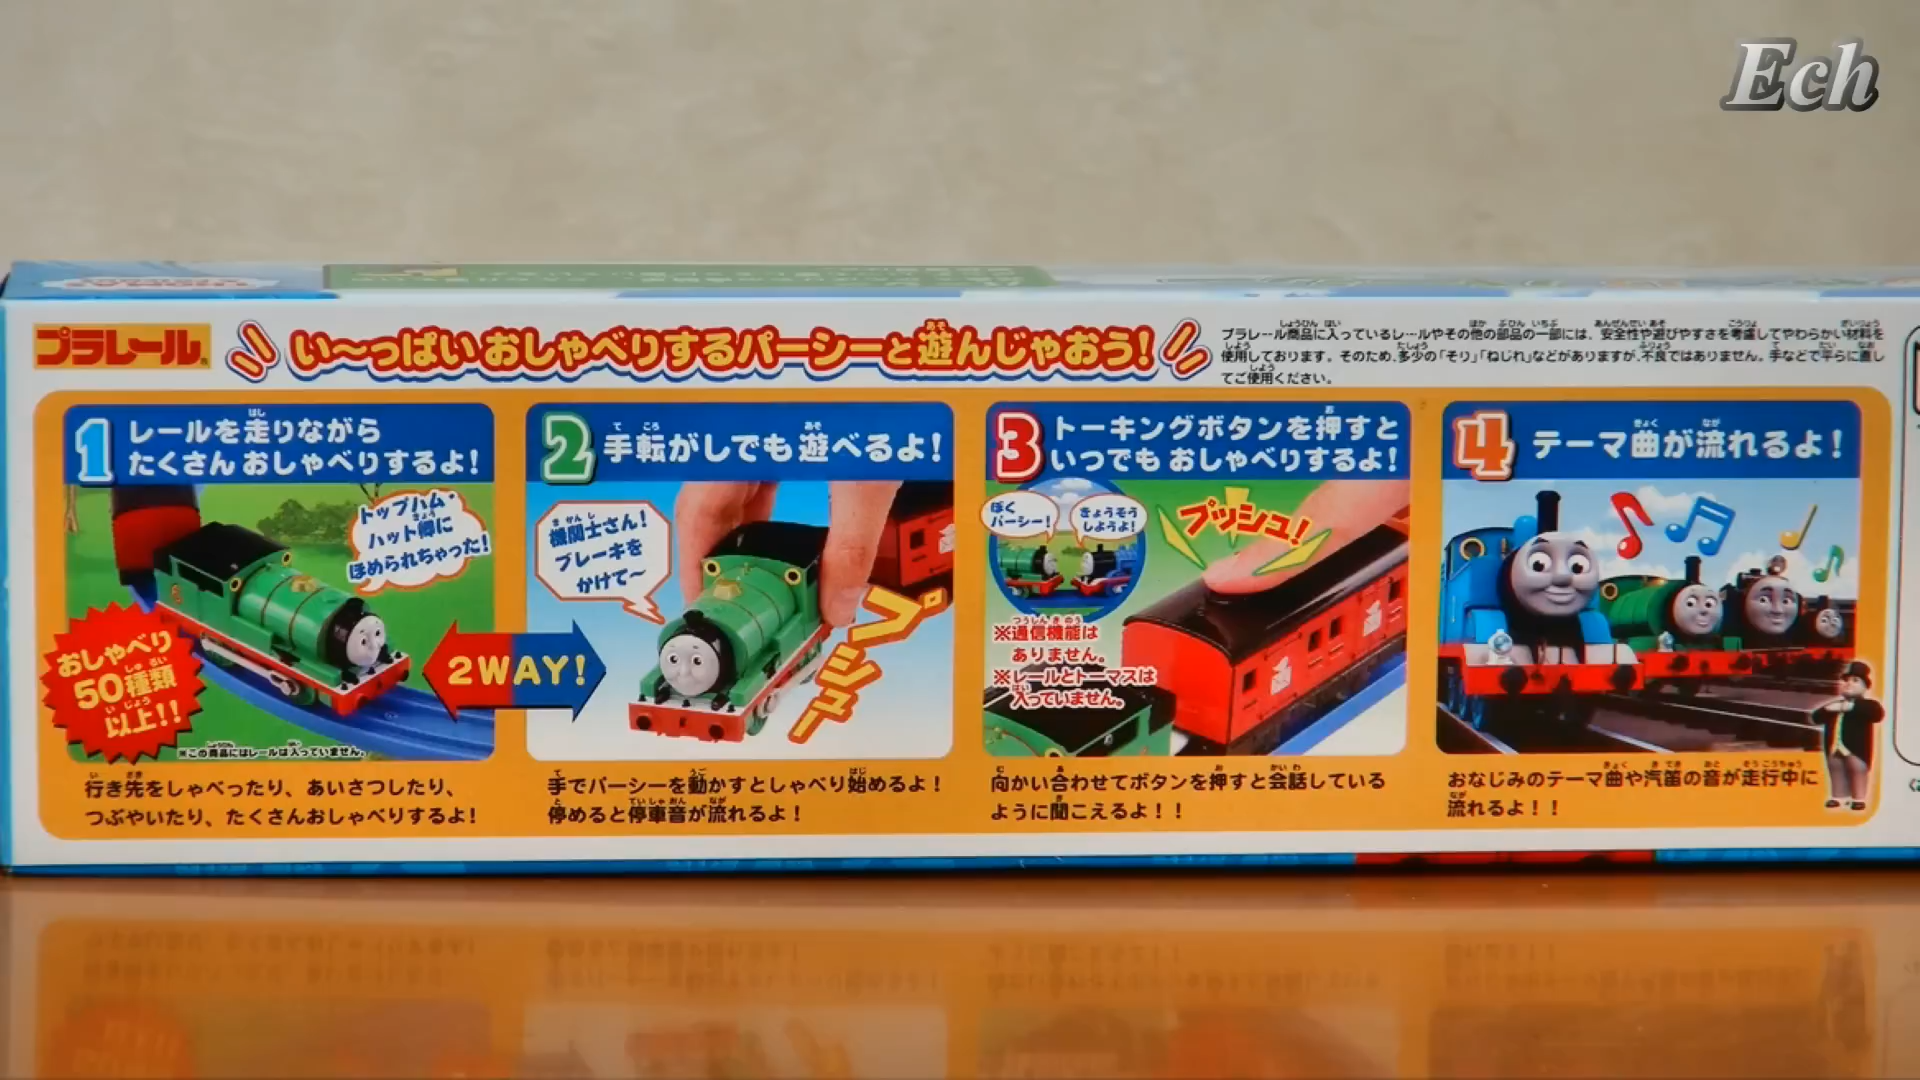 Ech
プラレール
い〜っぱいおしゃべりするパーシーと遊んじゃおう!
プラレール商品に入っているレールやその他の部品の一部には、安全性や遊びやすさを考慮してやわらかい材料を
使用しております。そのため、多少の「そり」「ねじれ」などがありますが、不良ではありません。手などで平らに直し
てご使用ください。
1 レールを走りながら
たくさん おしゃべりするよ!
トップハム・
ハット卿に
ほめられちゃった!
おしゃべり
50種類
以上!!
※この商品にはレールは入っていません。
行き先をしゃべったり、あいさつしたり、
つぶやいたり、たくさんおしゃべりするよ!
2WAY!
2 手転がしでも遊べるよ!
機関士さん!
ブレーキを
かけて〜
プシュー
手でパーシーを動かすとしゃべり始めるよ!
停めると停車音が流れるよ!
3 トーキングボタンを押すと
いつでも おしゃべりするよ!
ぼく
パーシー!
きょうそう
しようよ!
プッシュ!
※通信機能は
ありません。
※レールとトーマスは
入っていません。
向かい合わせてボタンを押すと会話している
ように聞こえるよ!!
4 テーマ曲が流れるよ!
おなじみのテーマ曲や汽笛の音が走行中に
流れるよ!!